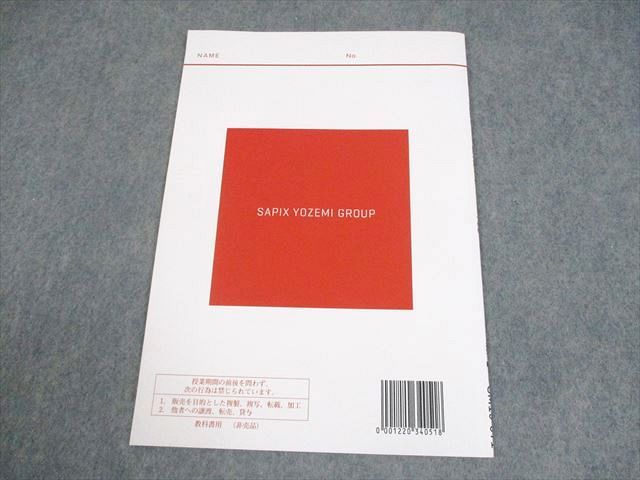 NAME No.
SAPIX YOZEMI GROUP
授業期間の前後を問わず、
次の行為は禁じられています。
1. 販売を目的とした複製、複写、転載、加工
2. 他者への譲渡、転売、貸与
教科書用 （非売品）
0 001220 340518